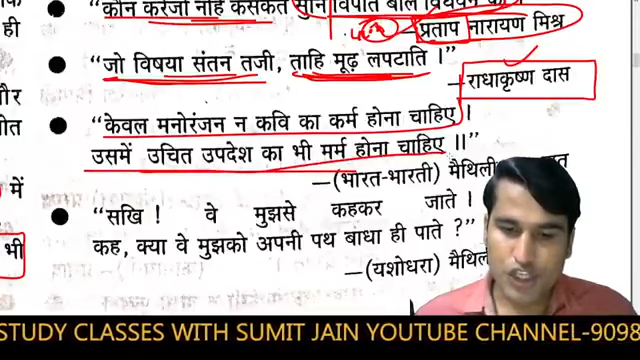 "कौन करेजो नहिं कसकत सुनि विपति बाल विधवन की
—प्रताप नारायण मिश्र
"जो विषया संतन तजी, ताहि मूढ़ लपटाति।"
—राधाकृष्ण दास
"केवल मनोरंजन न कवि का कर्म होना चाहिए।
उसमें उचित उपदेश का भी मर्म होना चाहिए॥"
—(भारत-भारती) मैथिली
"सखि! वे मुझसे कहकर जाते।
कह, क्या वे मुझको अपनी पथ बाधा ही पाते?"
—(यशोधरा) मैथिली
ही
और
में
भी
STUDY CLASSES WITH SUMIT JAIN YOUTUBE CHANNEL-9098